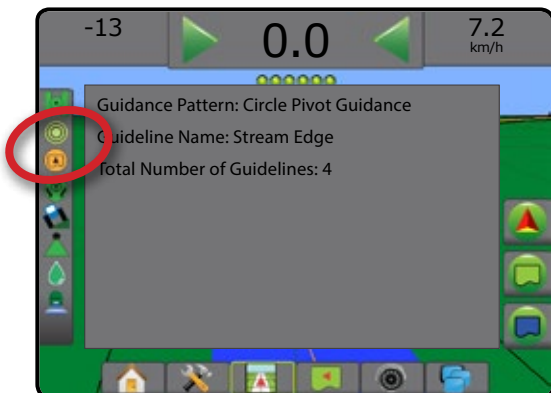 -13
0.0
7.2
km/h
Guidance Pattern: Circle Pivot Guidance
Guideline Name: Stream Edge
Total Number of Guidelines: 4